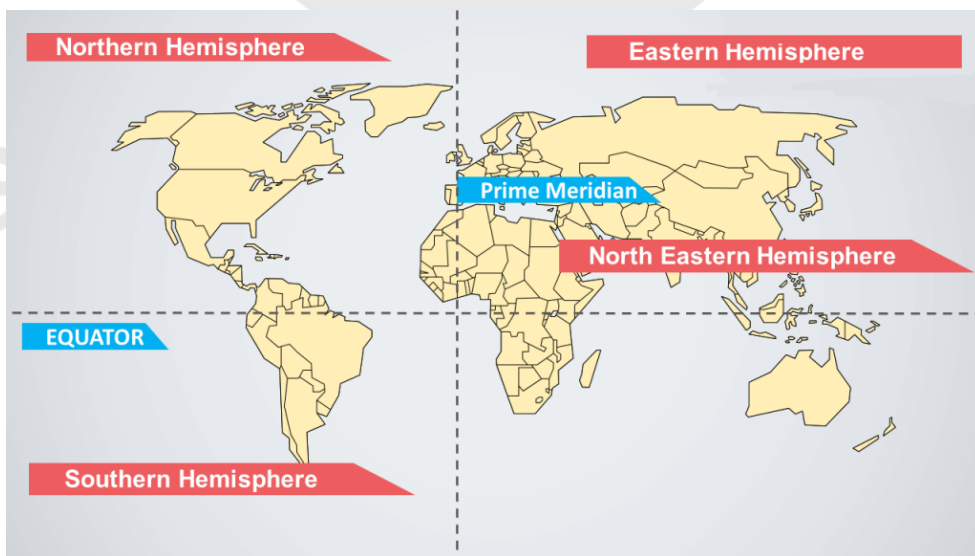 Northern Hemisphere
Eastern Hemisphere
Prime Meridian
North Eastern Hemisphere
EQUATOR
Southern Hemisphere